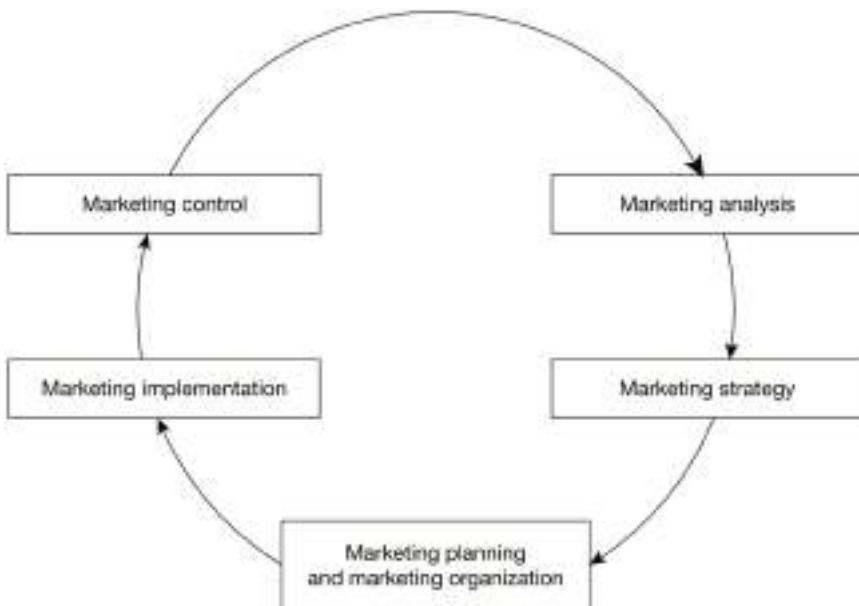 Marketing control
Marketing analysis
Marketing implementation
Marketing strategy
Marketing planning
and marketing organization